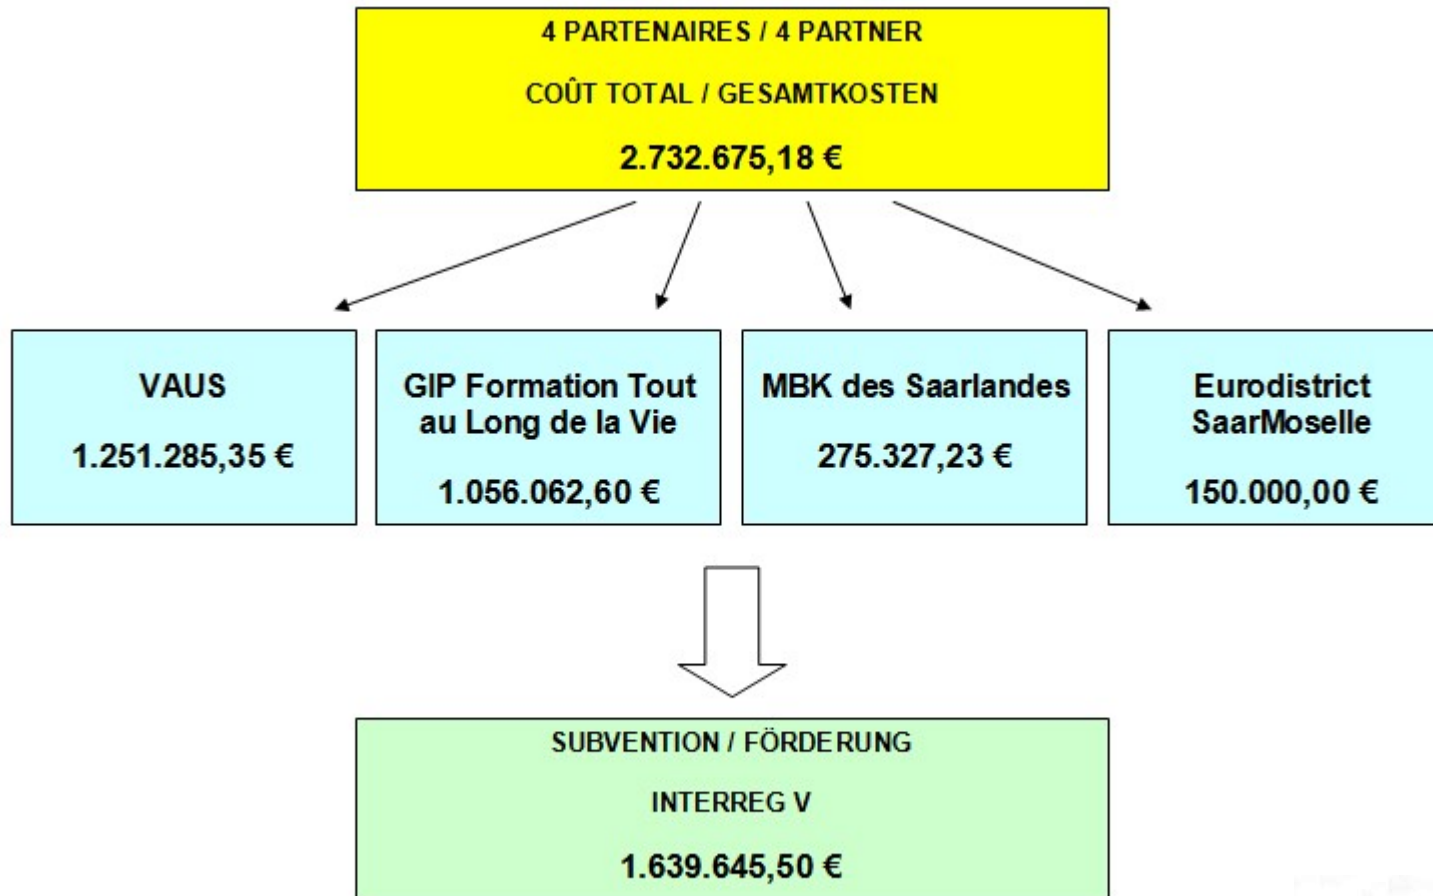 4 PARTENAIRES / 4 PARTNER
COÛT TOTAL / GESAMTKOSTEN
2.732.675,18 €
VAUS
1.251.285,35 €
GIP Formation Tout
au Long de la Vie
1.056.062,60 €
MBK des Saarlandes
275.327,23 €
Eurodistrict
SaarMoselle
150.000,00 €
SUBVENTION / FÖRDERUNG
INTERREG V
1.639.645,50 €